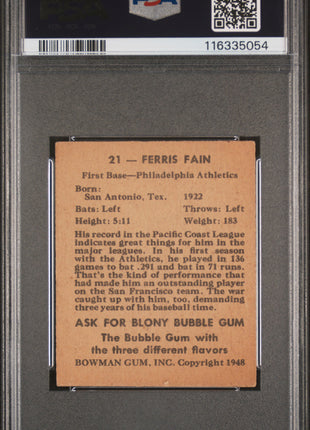 PSA
116335054
21 — FERRIS FAIN
First Base—Philadelphia Athletics
Born:
San Antonio, Tex. 1922
Bats: Left Throws: Left
Height: 5:11 Weight: 183
His record in the Pacific Coast League
indicates great things for him in the
major leagues. In his first season
with the Athletics, he played in 136
games to bat .291 and bat in 71 runs.
That's the kind of performance that
had made him an outstanding player
on the San Francisco team. The war
caught up with him, too, demanding
three years of his baseball time.
ASK FOR BLONY BUBBLE GUM
The Bubble Gum with
the three different flavors
BOWMAN GUM, INC. Copyright 1948